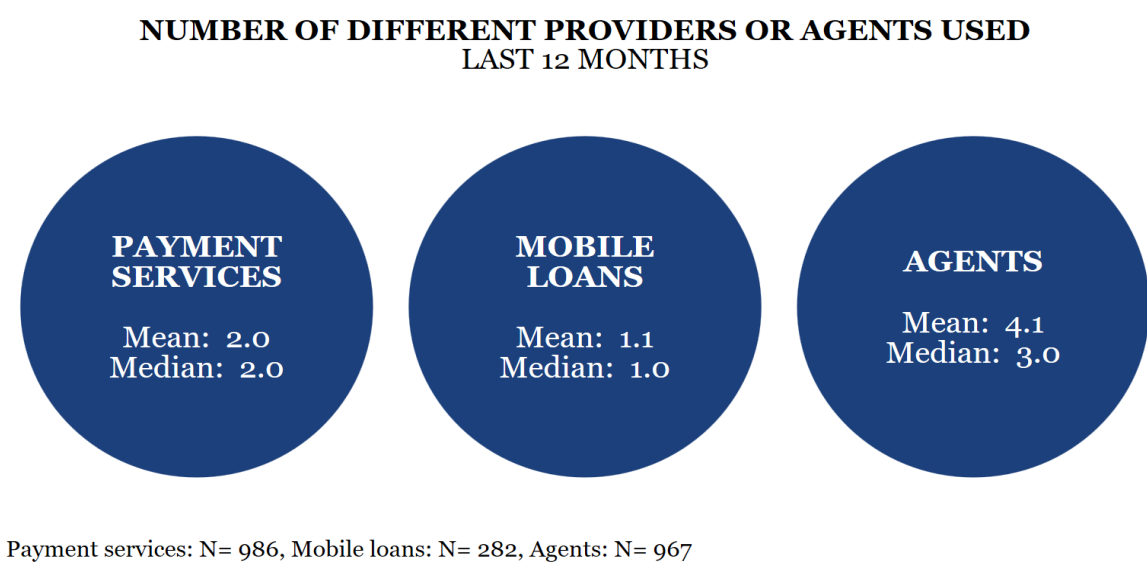 NUMBER OF DIFFERENT PROVIDERS OR AGENTS USED
LAST 12 MONTHS
PAYMENT
SERVICES
Mean: 2.0
Median: 2.0
MOBILE
LOANS
Mean: 1.1
Median: 1.0
AGENTS
Mean: 4.1
Median: 3.0
Payment services: N= 986, Mobile loans: N= 282, Agents: N= 967